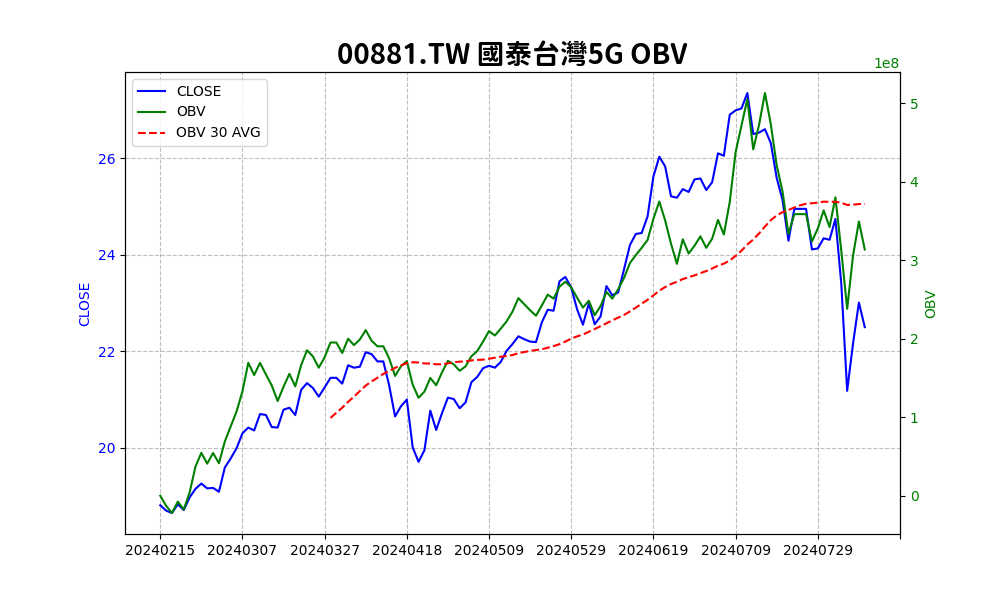 00881.TW 國泰台灣5G OBV
1e8
CLOSE
OBV
OBV 30 AVG
26
24
22
20
CLOSE
5
4
3
2
1
0
OBV
20240215 20240307 20240327 20240418 20240509 20240529 20240619 20240709 20240729